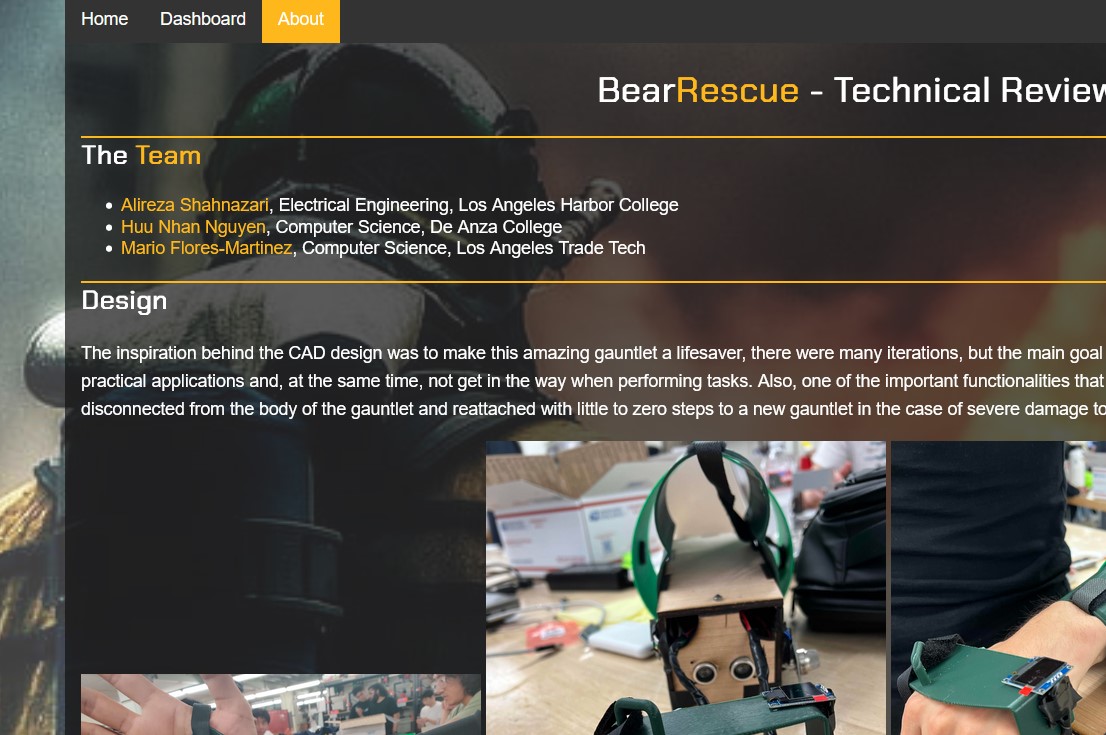 Home Dashboard About
BearRescue - Technical Review
The Team
Alireza Shahnazari, Electrical Engineering, Los Angeles Harbor College
Huu Nhan Nguyen, Computer Science, De Anza College
Mario Flores-Martinez, Computer Science, Los Angeles Trade Tech
Design
The inspiration behind the CAD design was to make this amazing gauntlet a lifesaver, there were many iterations, but the main goal
practical applications and, at the same time, not get in the way when performing tasks. Also, one of the important functionalities that
disconnected from the body of the gauntlet and reattached with little to zero steps to a new gauntlet in the case of severe damage to